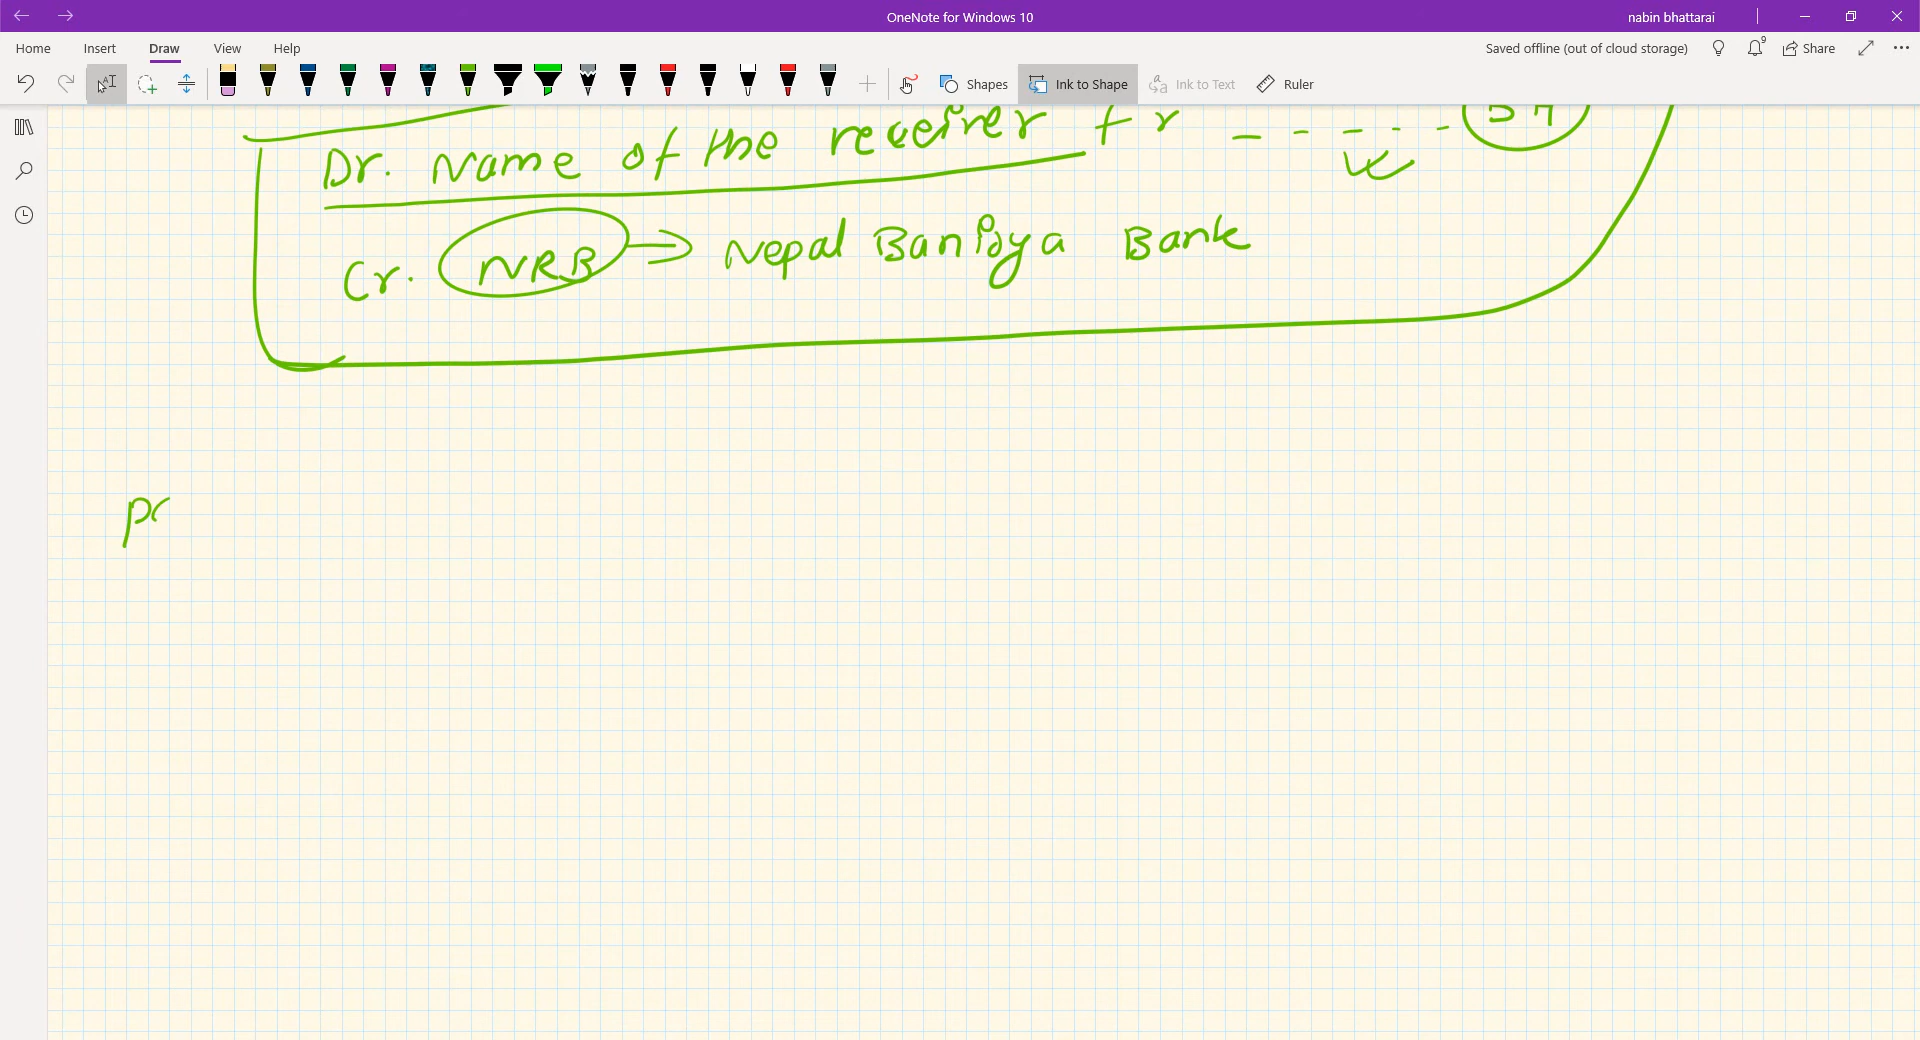 OneNote for Windows 10
nabin bhattarai
Home Insert Draw View Help
Saved offline (out of cloud storage)
9
Share
Shapes
Ink to Shape
Ink to Text
Ruler
Dr. Name of the receiver + r - - - - -
Cr. NRB → Nepal Banijya Bank